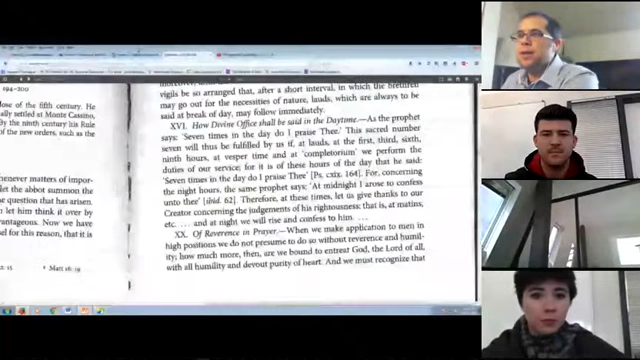 194-200
lose of the fifth century. He
ally settled at Monte Cassino,
By the ninth century his Rule
of the new orders, such as the
henever matters of impor-
let the abbot summon the
e question that has arisen.
n let him think it over by
vantageous. Now we have
sel for this reason, that it is
2. 15
Matt 16: 19
vigils be so arranged that, after a short interval, in which the brethren
may go out for the necessities of nature, lauds, which are always to be
said at break of day, may follow immediately.
XVI. How Divine Office shall be said in the Daytime.—As the prophet
says: 'Seven times in the day do I praise Thee.' This sacred number
seven will thus be fulfilled by us if, at lauds, at the first, third, sixth,
ninth hours, at vesper time and at 'completorium' we perform the
duties of our service; for it is of these hours of the day that he said:
'Seven times in the day do I praise Thee' [Ps. cxix. 164]. For, concerning
the night hours, the same prophet says: 'At midnight I arose to confess
unto thee' [ibid. 62]. Therefore, at these times, let us give thanks to our
Creator concerning the judgements of his righteousness; that is, at matins,
etc. ... and at night we will rise and confess to him. ...
XX. Of Reverence in Prayer.—When we make application to men in
high positions we do not presume to do so without reverence and humil-
ity; how much more, then, are we bound to entreat God, the Lord of all,
with all humility and devout purity of heart. And we must recognize that